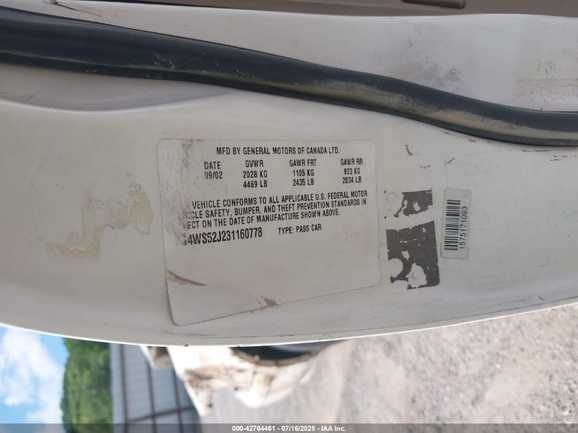 MFD BY GENERAL MOTORS OF CANADA LTD.
DATE GVWR GAWR FRT GAWR RR
09/02 2028 KG 1105 KG 923 KG
4469 LB 2435 LB 2034 LB
VEHICLE CONFORMS TO ALL APPLICABLE U.S. FEDERAL MOTOR
SAFETY, BUMPER, AND THEFT PREVENTION STANDARDS IN
ON THE DATE OF MANUFACTURE SHOWN ABOVE.
4WS52J231160778 TYPE: PASS CAR
1575171093
000-42764461 - 07/16/2025 - IAA Inc.